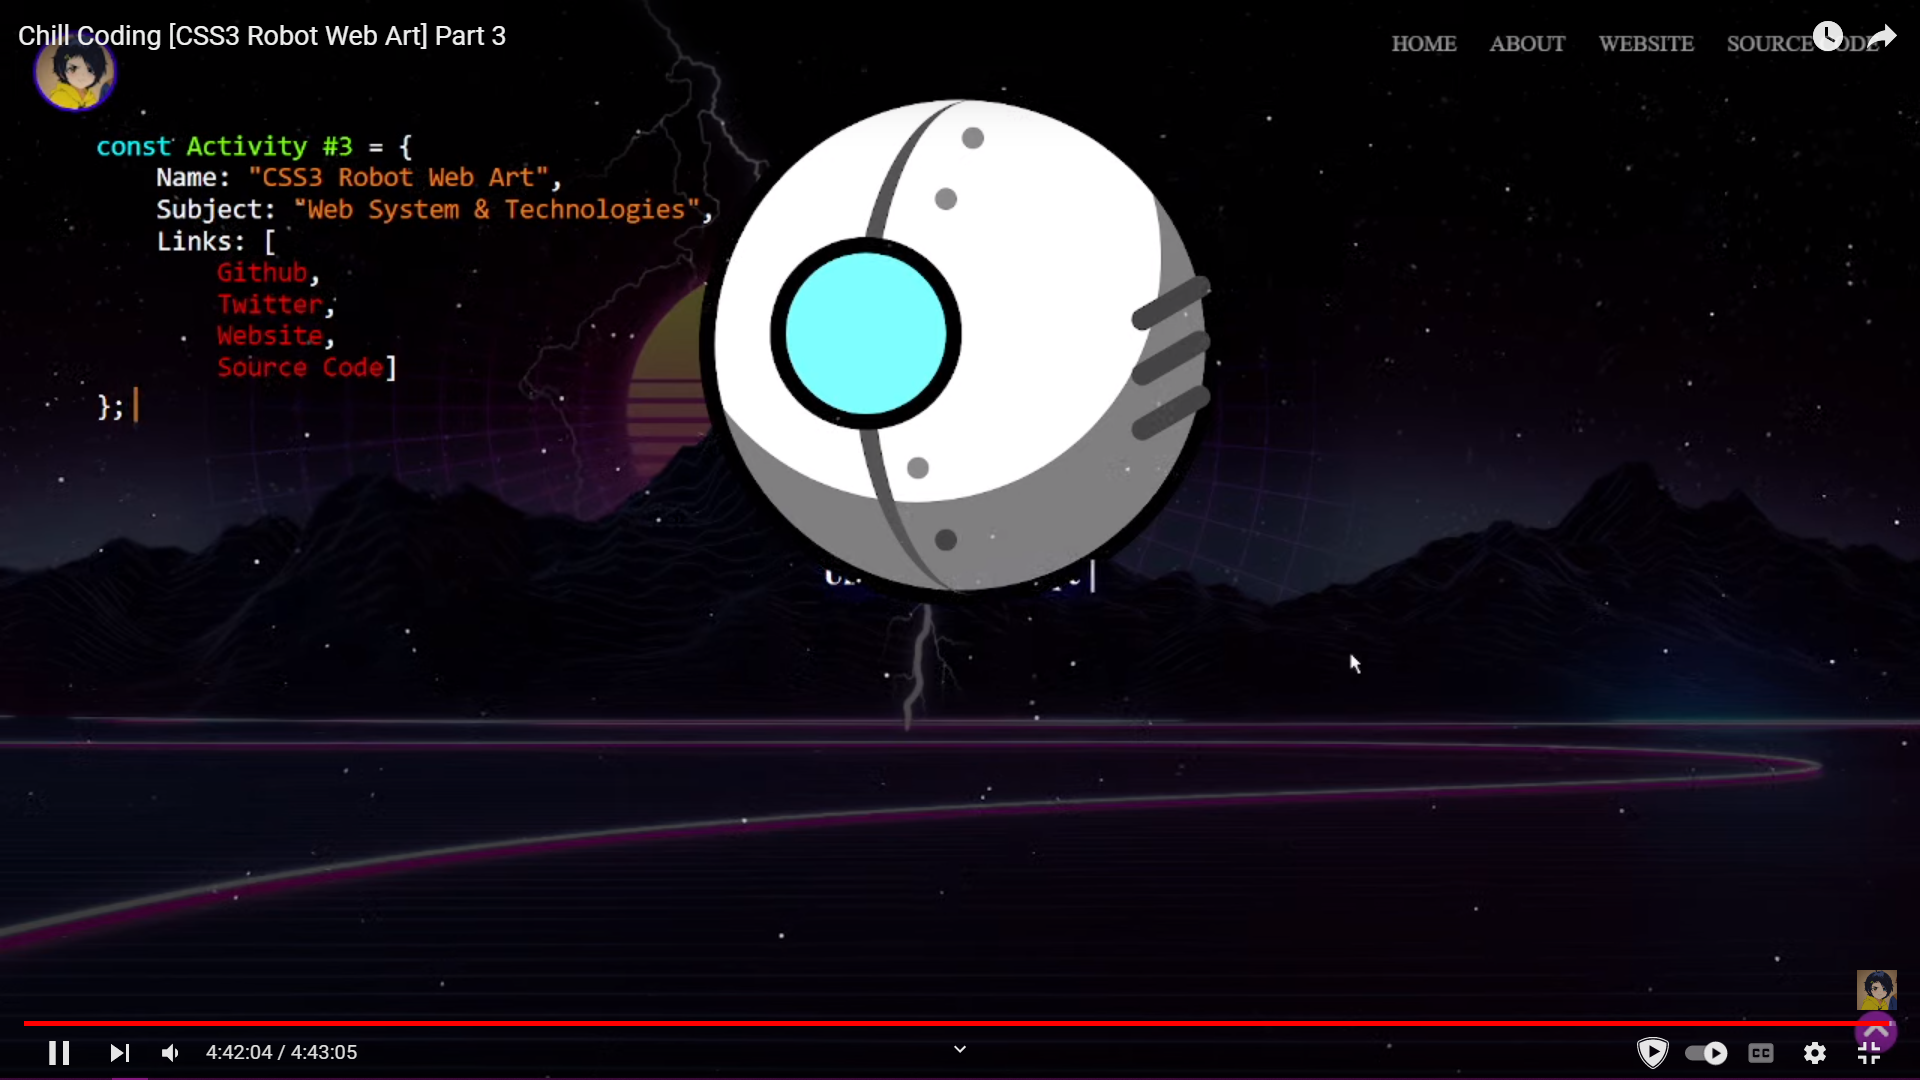 Chill Coding [CSS3 Robot Web Art] Part 3
HOME ABOUT WEBSITE SOURCE
const Activity #3 = {
Name: "CSS3 Robot Web Art",
Subject: "Web System & Technologies",
Links: [
Github,
Twitter,
Website,
Source Code]
};
4:42:04 / 4:43:05
CC